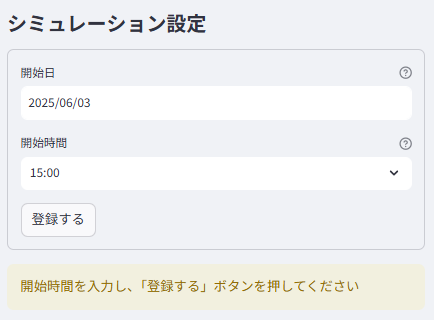 シミュレーション設定
開始日
2025/06/03
開始時間
15:00
登録する
開始時間を入力し、「登録する」ボタンを押してください